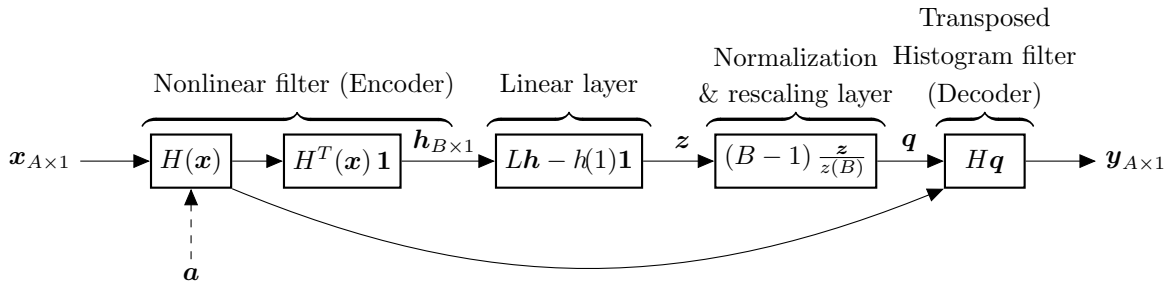 Transposed
Normalization Histogram filter
Nonlinear filter (Encoder) Linear layer & rescaling layer (Decoder)
x_{A×1} H(x) H^T(x) 1 h_{B×1} Lh − h(1)1 z (B − 1) z/z(B) q Hq y_{A×1}
a